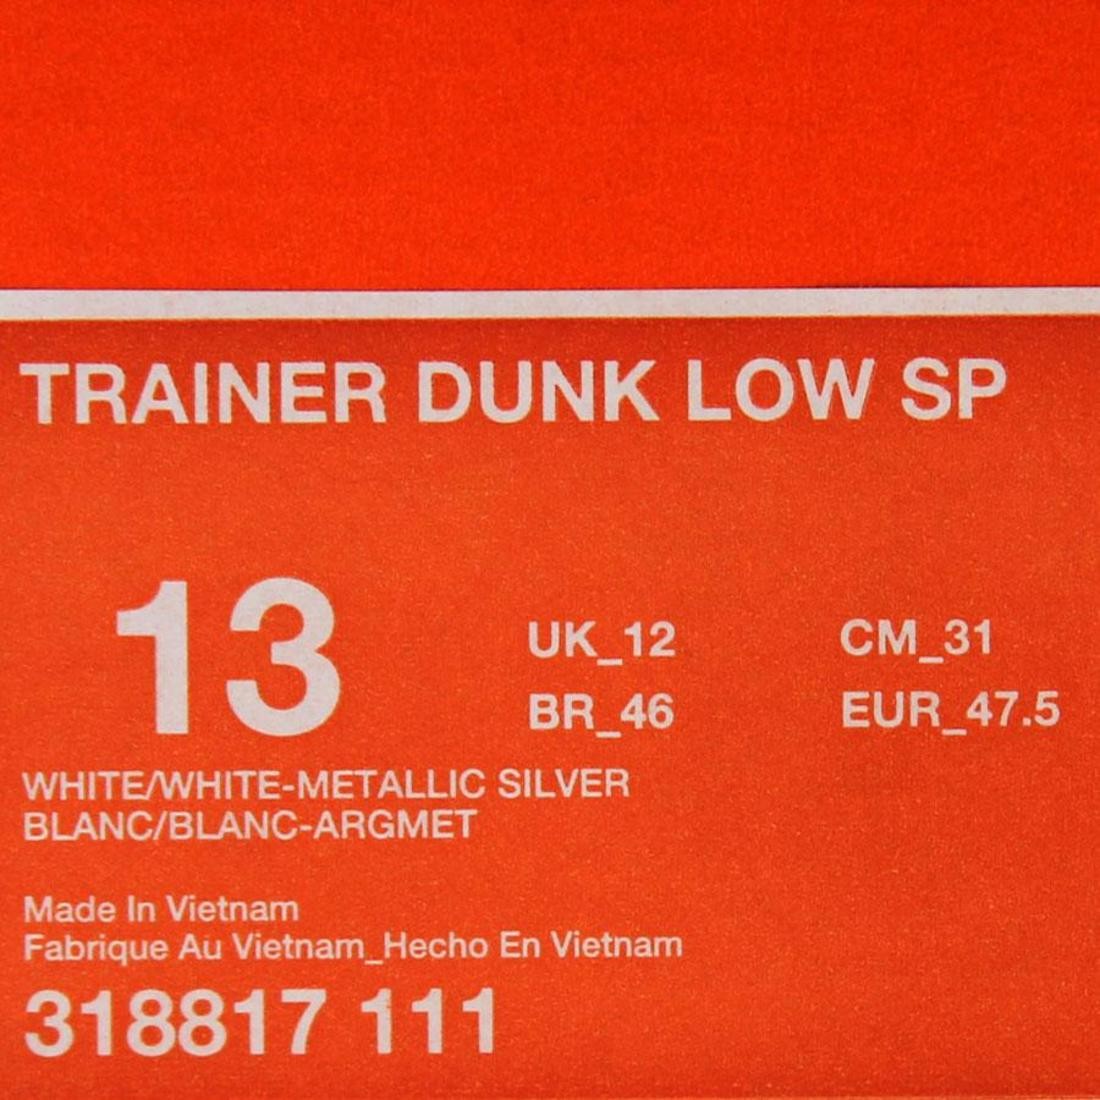 TRAINER DUNK LOW SP
13
UK_12 CM_31
BR_46 EUR_47.5
WHITE/WHITE-METALLIC SILVER
BLANC/BLANC-ARGMET
Made In Vietnam
Fabrique Au Vietnam_Hecho En Vietnam
318817 111